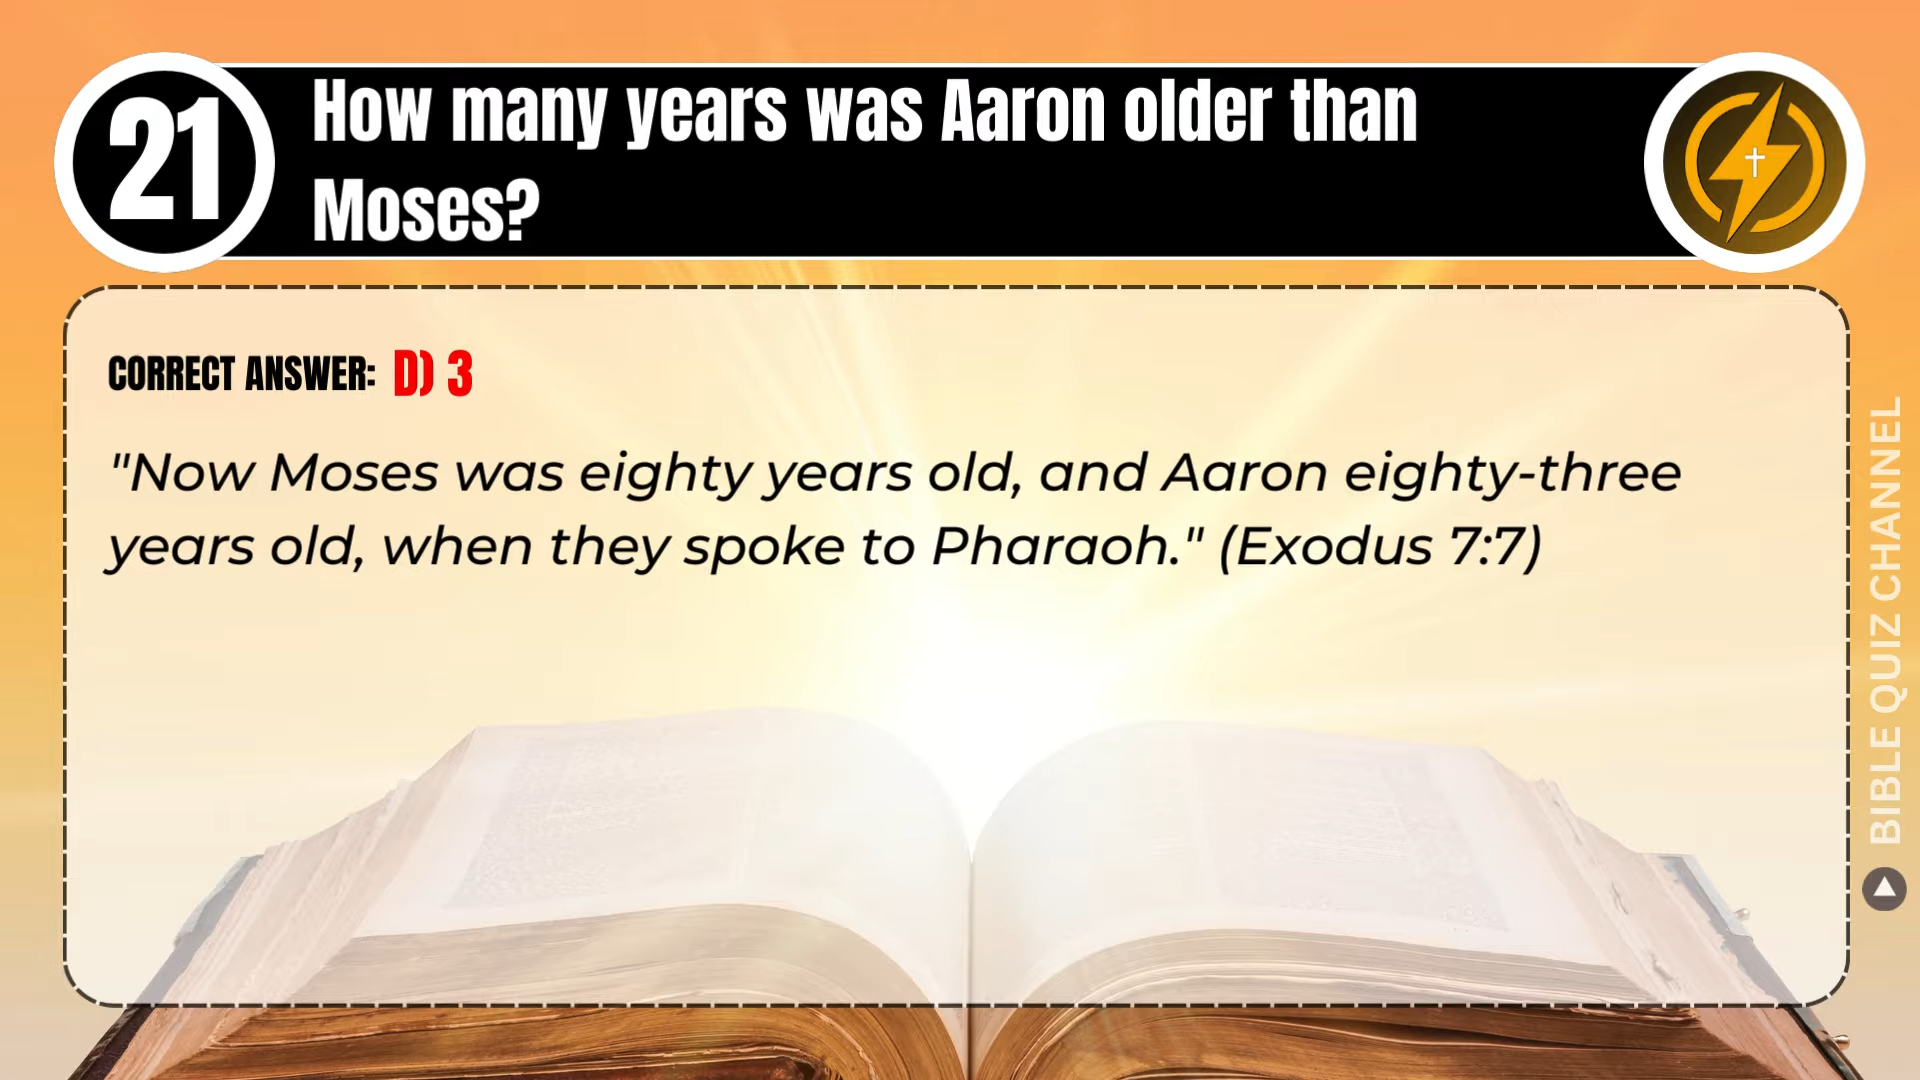 21
How many years was Aaron older than
Moses?
CORRECT ANSWER: D) 3
"Now Moses was eighty years old, and Aaron eighty-three
years old, when they spoke to Pharaoh." (Exodus 7:7)
BIBLE QUIZ CHANNEL